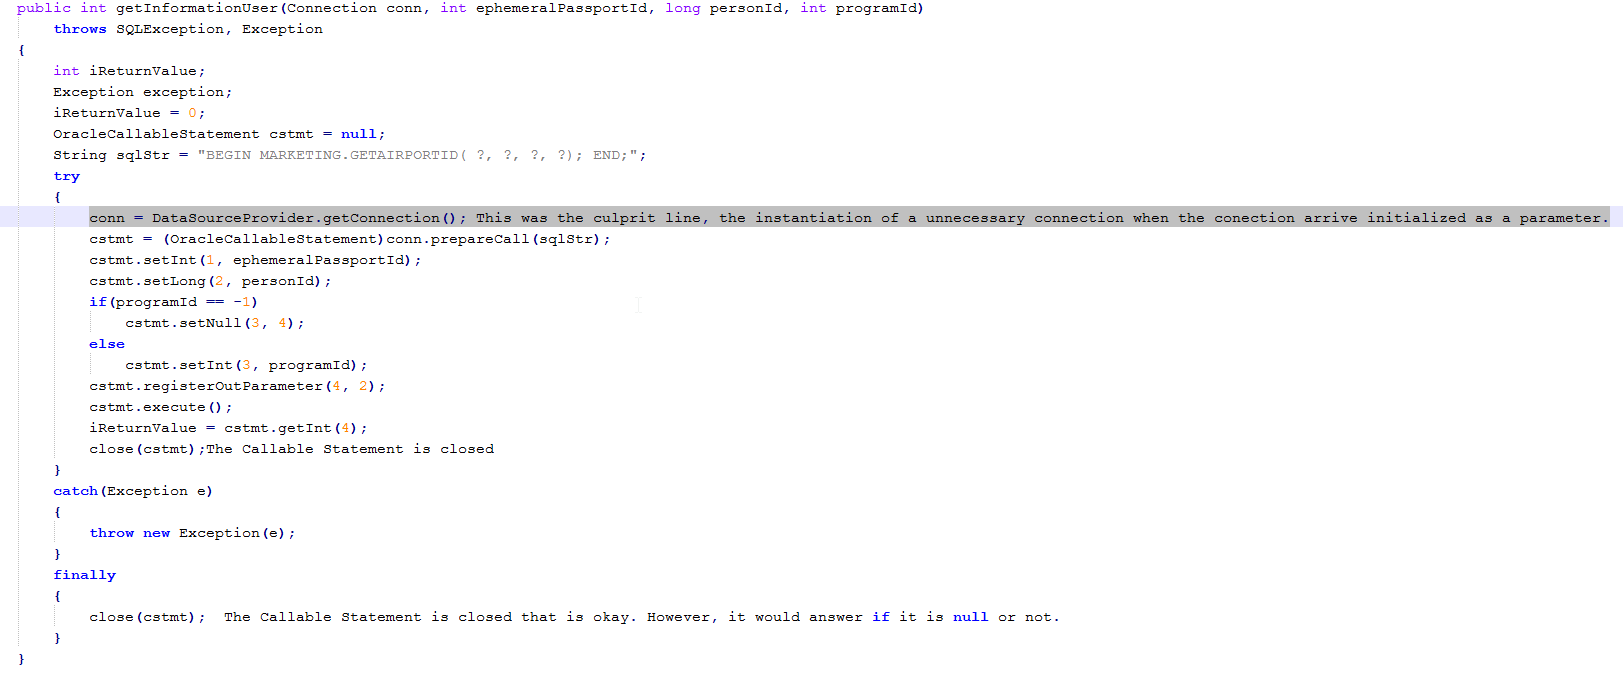 public int getInformationUser(Connection conn, int ephemeralPassportId, long personId, int programId)
throws SQLException, Exception
{
int iReturnValue;
Exception exception;
iReturnValue = 0;
OracleCallableStatement cstmt = null;
String sqlStr = "BEGIN MARKETING.GETAIRPORTID( ?, ?, ?, ?); END;";
try
{
conn = DataSourceProvider.getConnection(); This was the culprit line, the instantiation of a unnecessary connection when the conection arrive initialized as a parameter.
cstmt = (OracleCallableStatement)conn.prepareCall(sqlStr);
cstmt.setInt(1, ephemeralPassportId);
cstmt.setLong(2, personId);
if(programId == -1)
cstmt.setNull(3, 4);
else
cstmt.setInt(3, programId);
cstmt.registerOutParameter(4, 2);
cstmt.execute();
iReturnValue = cstmt.getInt(4);
close(cstmt);The Callable Statement is closed
}
catch(Exception e)
{
throw new Exception(e);
}
finally
{
close(cstmt);  The Callable Statement is closed that is okay. However, it would answer if it is null or not.
}
}